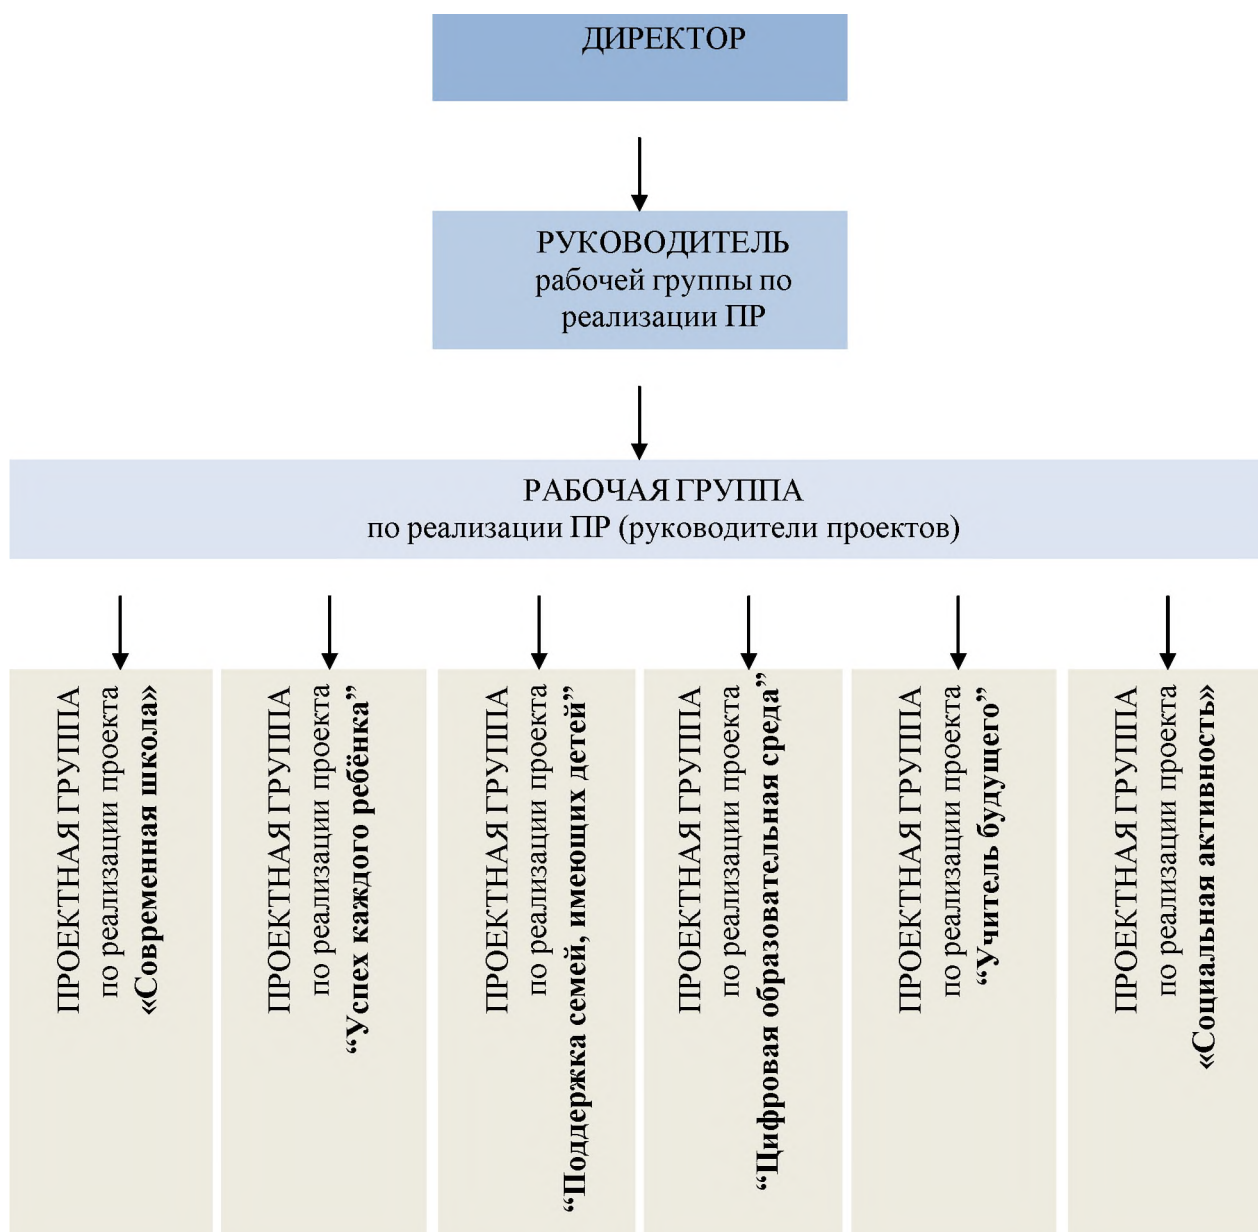 ДИРЕКТОР
РУКОВОДИТЕЛЬ
рабочей группы по
реализации ПР
РАБОЧАЯ ГРУППА
по реализации ПР (руководители проектов)
ПРОЕКТНАЯ ГРУППА
по реализации проекта
«Современная школа»
ПРОЕКТНАЯ ГРУППА
по реализации проекта
“Успех каждого ребёнка”
ПРОЕКТНАЯ ГРУППА
по реализации проекта
“Поддержка семей, имеющих детей”
ПРОЕКТНАЯ ГРУППА
по реализации проекта
“Цифровая образовательная среда”
ПРОЕКТНАЯ ГРУППА
по реализации проекта
“Учитель будущего”
ПРОЕКТНАЯ ГРУППА
по реализации проекта
«Социальная активность»